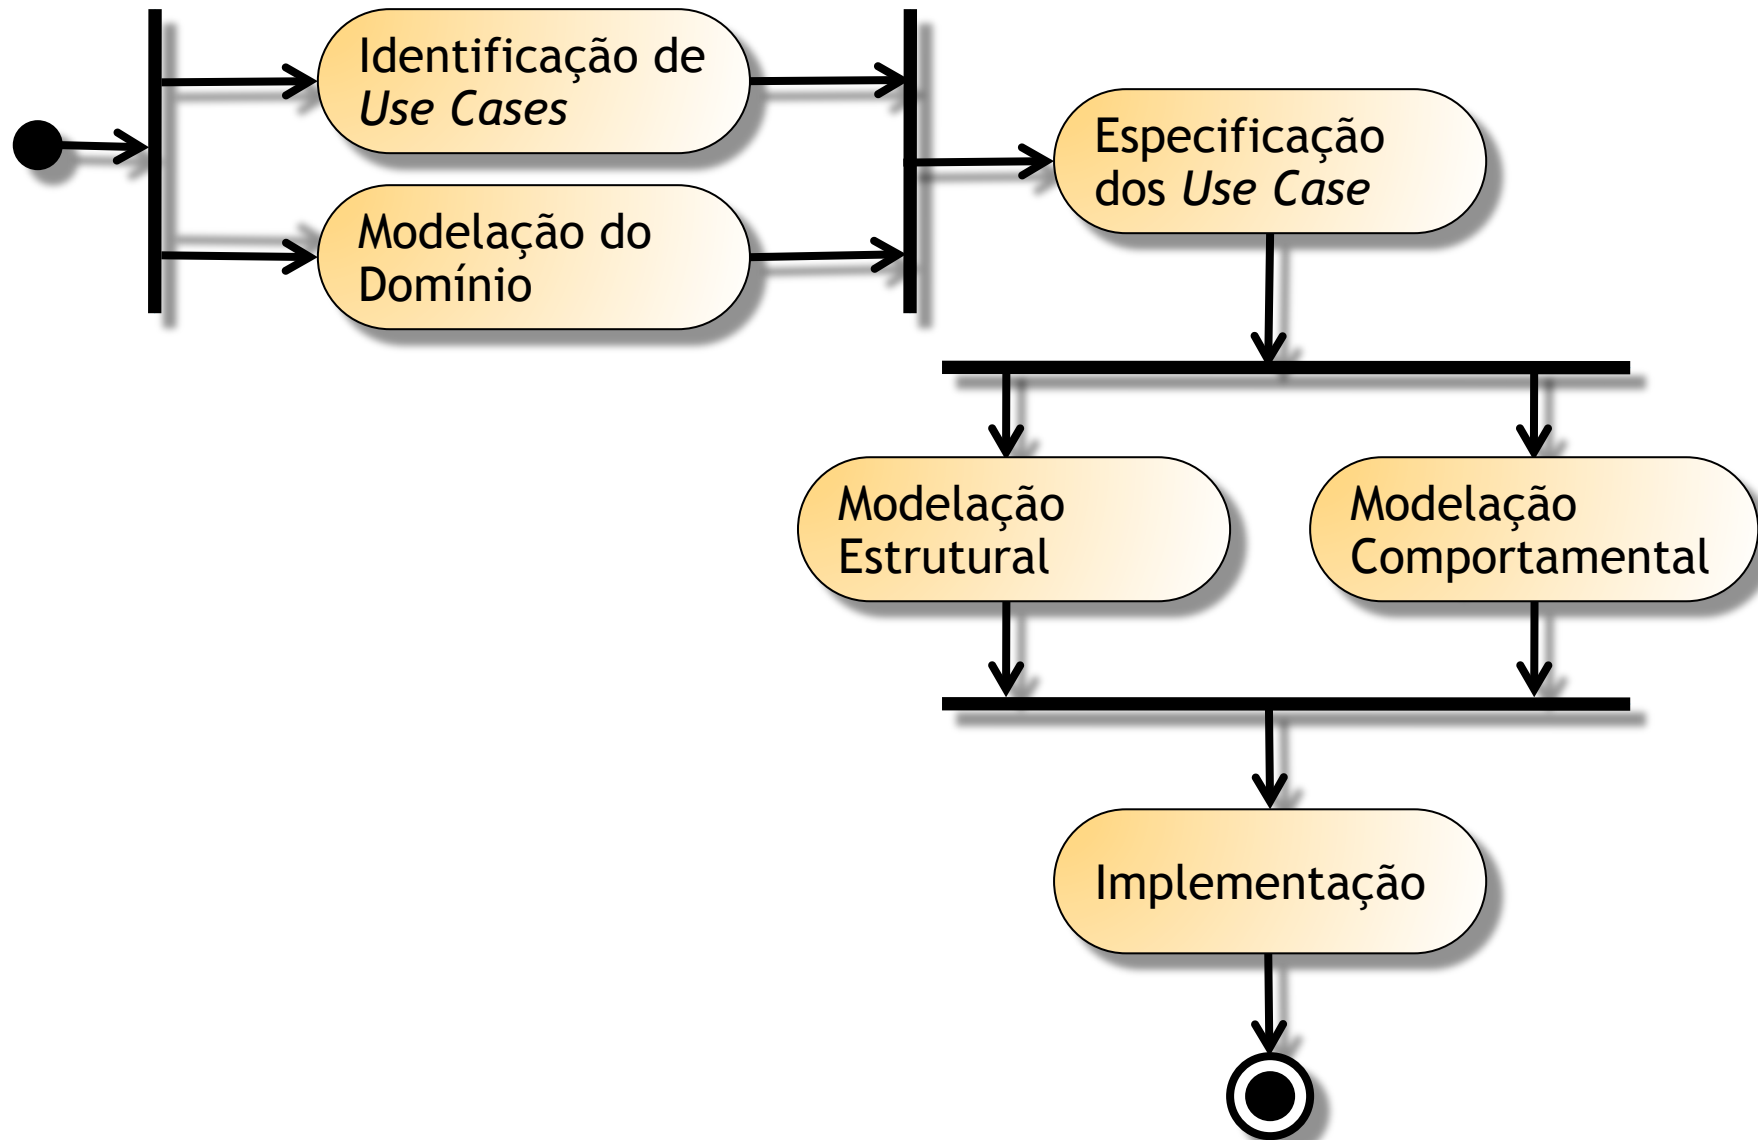 Identificação de
Use Cases
Modelação do
Domínio
Especificação
dos Use Case
Modelação
Estrutural
Modelação
Comportamental
Implementação